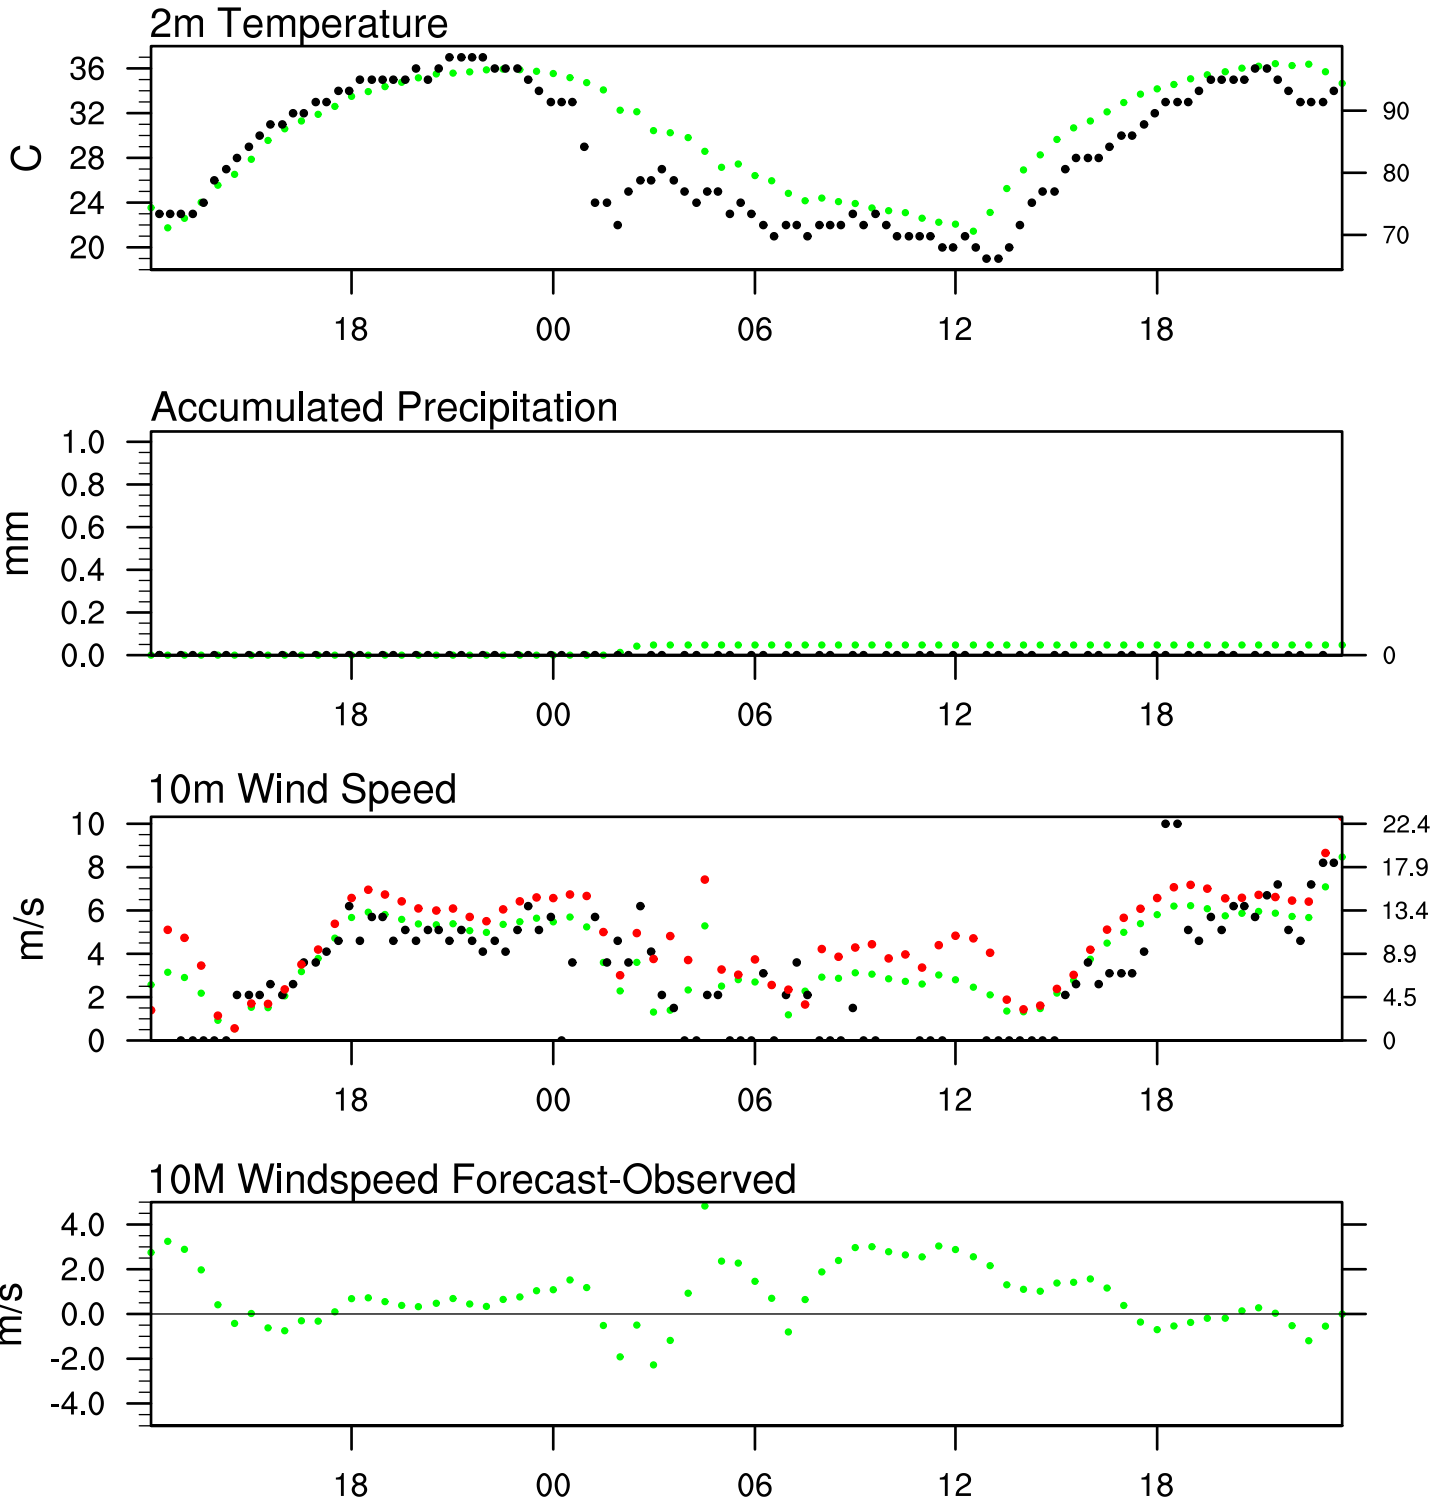 2m Temperature
36
32
28
24
20
C
90
80
70
18 00 06 12 18
Accumulated Precipitation
1.0
0.8
0.6
0.4
0.2
0.0
mm
0
18 00 06 12 18
10m Wind Speed
10
8
6
4
2
0
m/s
22.4
17.9
13.4
8.9
4.5
0
18 00 06 12 18
10M Windspeed Forecast-Observed
4.0
2.0
0.0
-2.0
-4.0
m/s
18 00 06 12 18